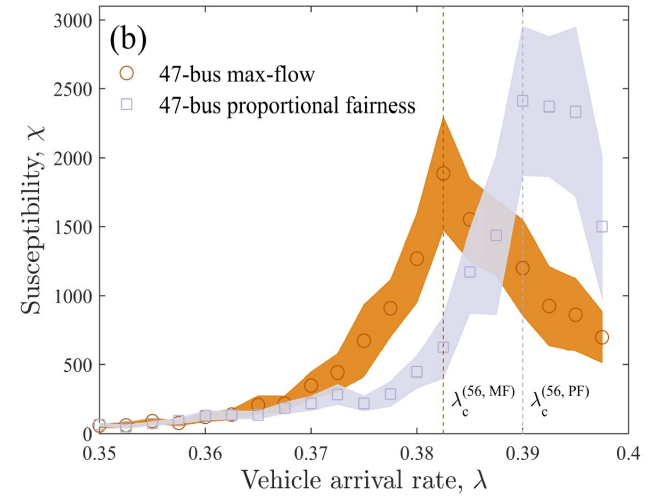 (b)
47-bus max-flow
47-bus proportional fairness
3000
2500
2000
1500
1000
500
0
Susceptibility, χ
λc(56, MF)
λc(56, PF)
0.35
0.36
0.37
0.38
0.39
0.4
Vehicle arrival rate, λ